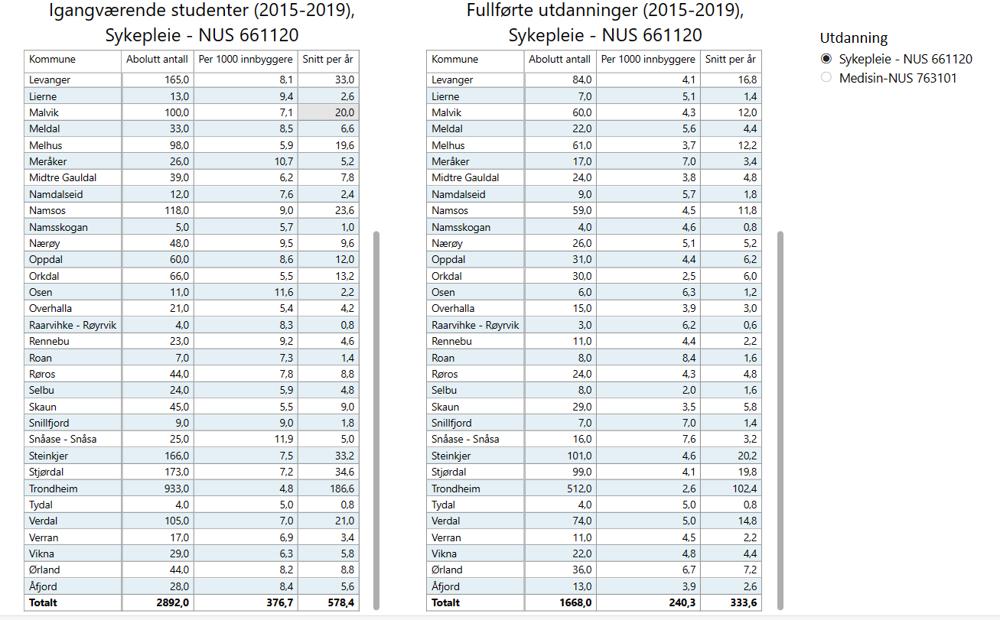 Igangværende studenter (2015-2019),
Sykepleie - NUS 661120
Kommune Abolutt antall Per 1000 innbyggere Snitt per år
Levanger 165,0 8,1 33,0
Lierne 13,0 9,4 2,6
Malvik 100,0 7,1 20,0
Meldal 33,0 8,5 6,6
Melhus 98,0 5,9 19,6
Meråker 26,0 10,7 5,2
Midtre Gauldal 39,0 6,2 7,8
Namdalseid 12,0 7,6 2,4
Namsos 118,0 9,0 23,6
Namsskogan 5,0 5,7 1,0
Nærøy 48,0 9,5 9,6
Oppdal 60,0 8,6 12,0
Orkdal 66,0 5,5 13,2
Osen 11,0 11,6 2,2
Overhalla 21,0 5,4 4,2
Raarvihke - Røyrvik 4,0 8,3 0,8
Rennebu 23,0 9,2 4,6
Roan 7,0 7,3 1,4
Røros 44,0 7,8 8,8
Selbu 24,0 5,9 4,8
Skaun 45,0 5,5 9,0
Snillfjord 9,0 9,0 1,8
Snåase - Snåsa 25,0 11,9 5,0
Steinkjer 166,0 7,5 33,2
Stjørdal 173,0 7,2 34,6
Trondheim 933,0 4,8 186,6
Tydal 4,0 5,0 0,8
Verdal 105,0 7,0 21,0
Verran 17,0 6,9 3,4
Vikna 29,0 6,3 5,8
Ørland 44,0 8,2 8,8
Åfjord 28,0 8,4 5,6
Totalt 2892,0 376,7 578,4
Fullførte utdanninger (2015-2019),
Sykepleie - NUS 661120
Kommune Abolutt antall Per 1000 innbyggere Snitt per år
Levanger 84,0 4,1 16,8
Lierne 7,0 5,1 1,4
Malvik 60,0 4,3 12,0
Meldal 22,0 5,6 4,4
Melhus 61,0 3,7 12,2
Meråker 17,0 7,0 3,4
Midtre Gauldal 24,0 3,8 4,8
Namdalseid 9,0 5,7 1,8
Namsos 59,0 4,5 11,8
Namsskogan 4,0 4,6 0,8
Nærøy 26,0 5,1 5,2
Oppdal 31,0 4,4 6,2
Orkdal 30,0 2,5 6,0
Osen 6,0 6,3 1,2
Overhalla 15,0 3,9 3,0
Raarvihke - Røyrvik 3,0 6,2 0,6
Rennebu 11,0 4,4 2,2
Roan 8,0 8,4 1,6
Røros 24,0 4,3 4,8
Selbu 8,0 2,0 1,6
Skaun 29,0 3,5 5,8
Snillfjord 7,0 7,0 1,4
Snåase - Snåsa 16,0 7,6 3,2
Steinkjer 101,0 4,6 20,2
Stjørdal 99,0 4,1 19,8
Trondheim 512,0 2,6 102,4
Tydal 4,0 5,0 0,8
Verdal 74,0 5,0 14,8
Verran 11,0 4,5 2,2
Vikna 22,0 4,8 4,4
Ørland 36,0 6,7 7,2
Åfjord 13,0 3,9 2,6
Totalt 1668,0 240,3 333,6
Utdanning
Sykepleie - NUS 661120
Medisin-NUS 763101